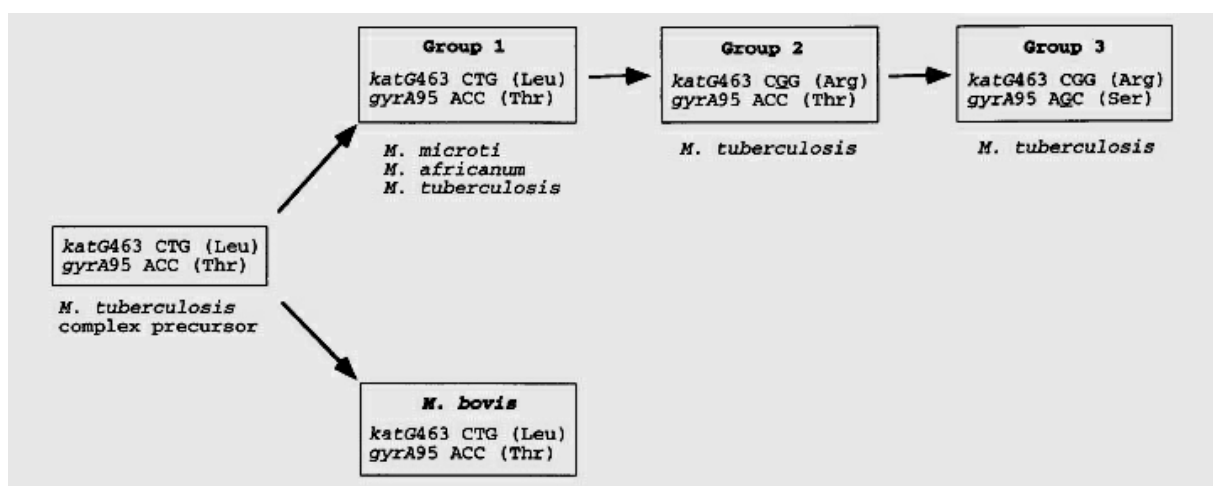 Group 1
katG463 CTG (Leu)
gyrA95 ACC (Thr)
M. microti
M. africanum
M. tuberculosis
Group 2
katG463 CGG (Arg)
gyrA95 ACC (Thr)
M. tuberculosis
Group 3
katG463 CGG (Arg)
gyrA95 AGC (Ser)
M. tuberculosis
katG463 CTG (Leu)
gyrA95 ACC (Thr)
M. tuberculosis
complex precursor
M. bovis
katG463 CTG (Leu)
gyrA95 ACC (Thr)